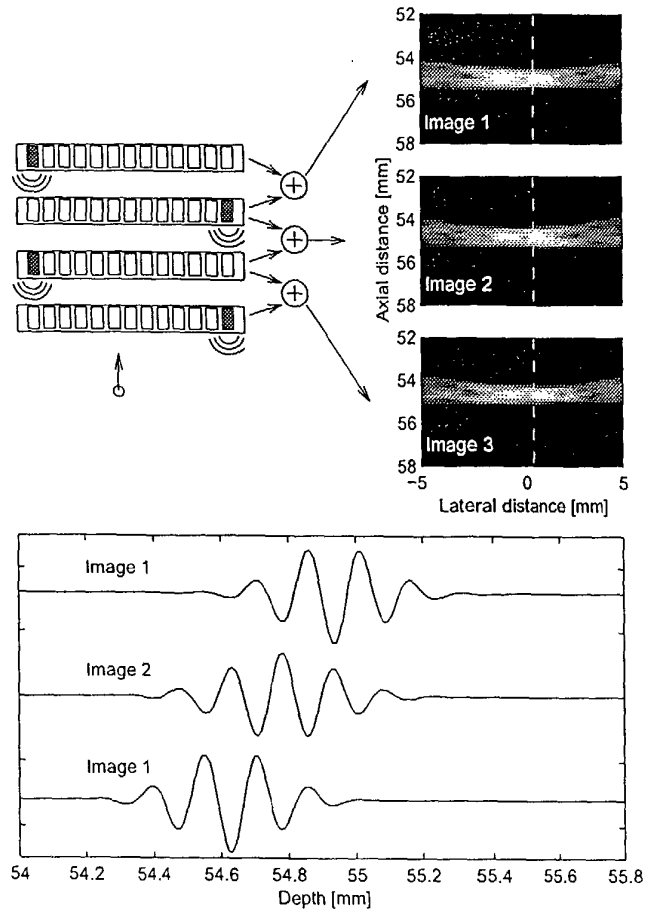 52
54
56
58
Image 1
52
54
56
58
Image 2
52
54
56
58
Image 3
Axial distance [mm]
-5
0
5
Lateral distance [mm]
Image 1
Image 2
Image 1
54
54.2
54.4
54.6
54.8
55
55.2
55.4
55.6
55.8
Depth [mm]